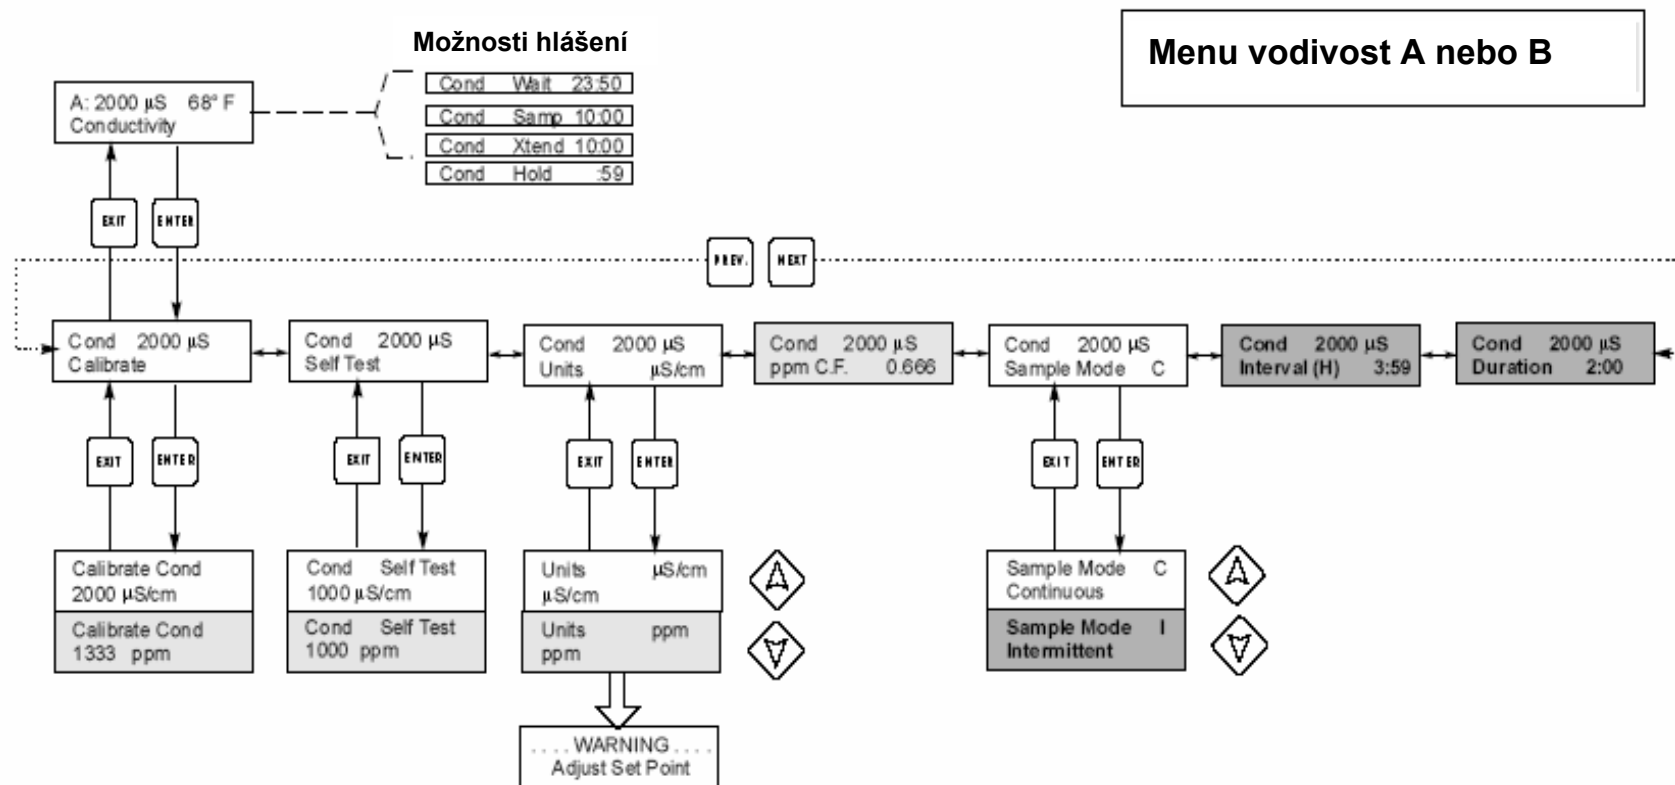 Možnosti hlášení
Menu vodivost A nebo B
Cond Wait 23:50
A: 2000 µS 68° F
Conductivity
Cond Samp 10:00
Cond Xtend 10:00
Cond Hold :59
EXIT
ENTER
PREV.
NEXT
Cond 2000 µS
Calibrate
Cond 2000 µS
Self Test
Cond 2000 µS
Units µS/cm
Cond 2000 µS
ppm C.F. 0.666
Cond 2000 µS
Sample Mode C
Cond 2000 µS
Interval (H) 3:59
Cond 2000 µS
Duration 2:00
EXIT
ENTER
EXIT
ENTER
EXIT
ENTER
EXIT
ENTER
Calibrate Cond
2000 µS/cm
Calibrate Cond
1333 ppm
Cond Self Test
1000 µS/cm
Cond Self Test
1000 ppm
Units µS/cm
µS/cm
Units ppm
ppm
Sample Mode C
Continuous
Sample Mode I
Intermittent
. . . . WARNING . . . .
Adjust Set Point